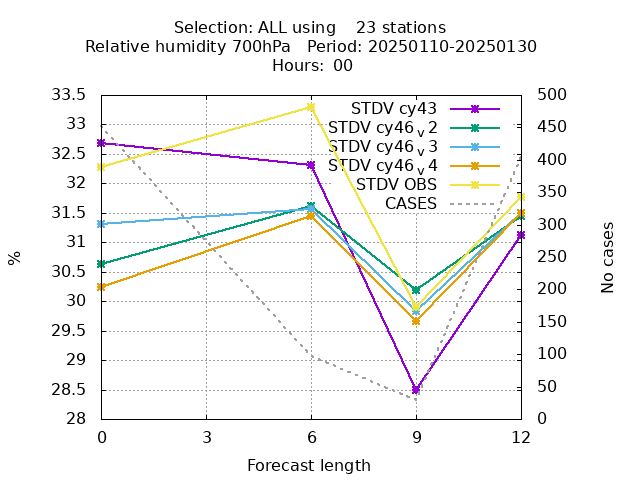 Selection: ALL using 23 stations
Relative humidity 700hPa Period: 20250110-20250130
Hours: 00
33.5
33
32.5
32
31.5
31
30.5
30
29.5
29
28.5
28
%
500
450
400
350
300
250
200
150
100
50
0
No cases
STDV cy43
STDV cy46v2
STDV cy46v3
STDV cy46v4
STDV OBS
CASES
0 3 6 9 12
Forecast length